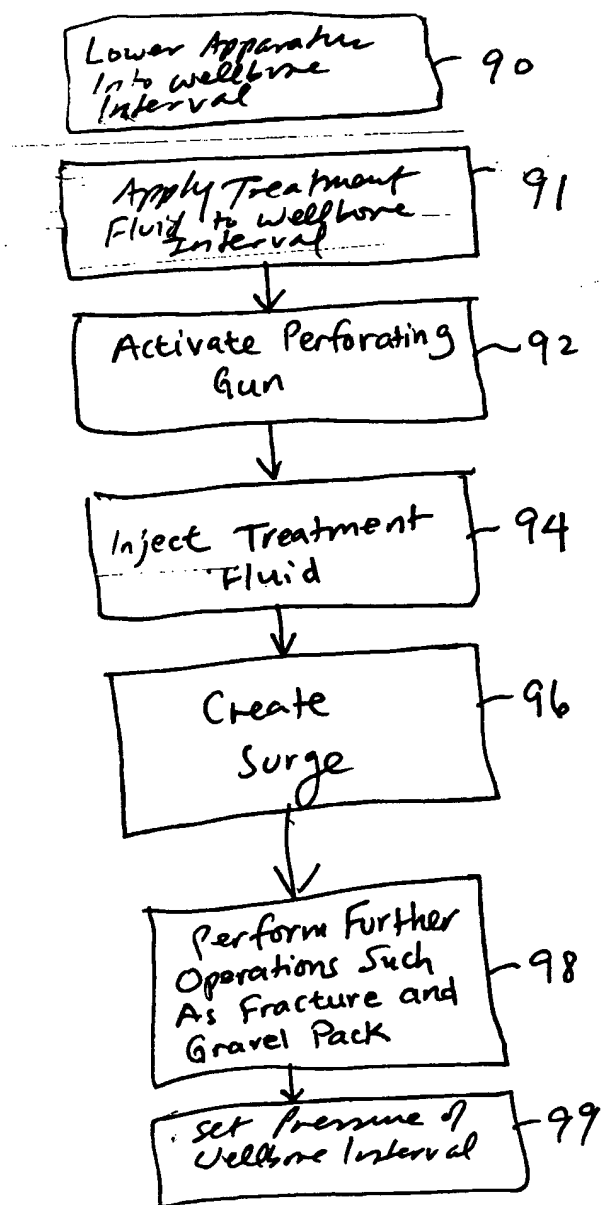 Lower Apparatus
Into wellbore
Interval
90
Apply Treatment
Fluid to wellbore
Interval
91
Activate Perforating
Gun
92
Inject Treatment
Fluid
94
Create
Surge
96
Perform Further
Operations Such
As Fracture and
Gravel Pack
98
Set Pressure of
Wellbore Interval
99